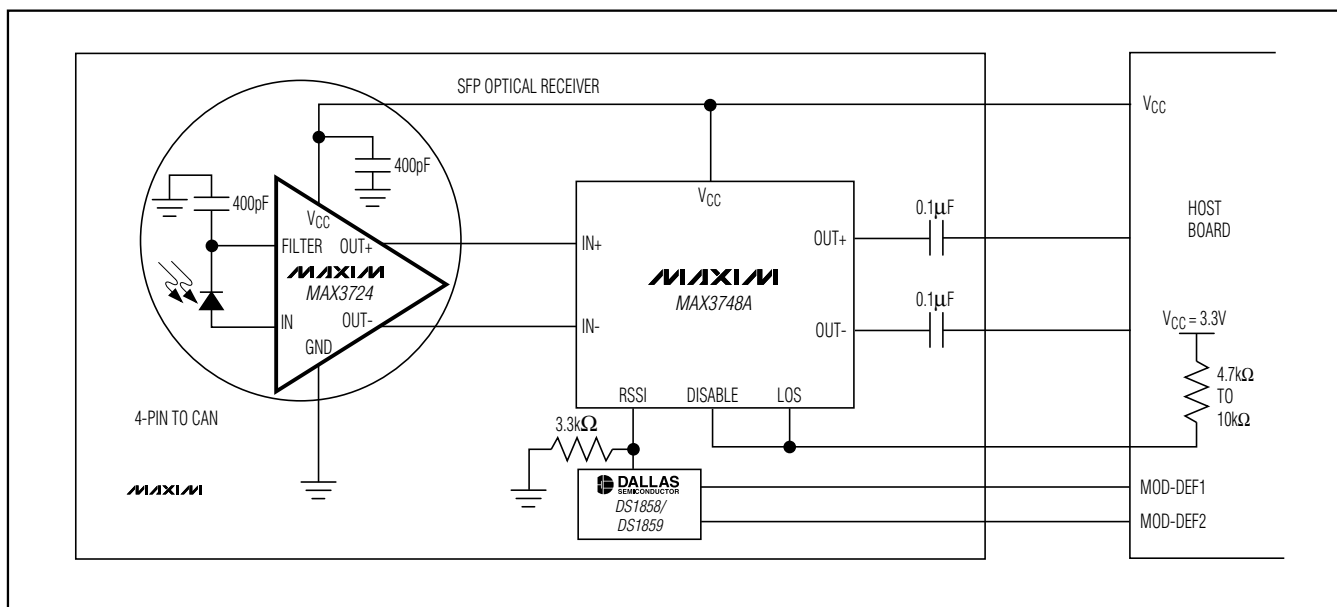 SFP OPTICAL RECEIVER
VCC
400pF
400pF
VCC
FILTER
OUT+
MAXIM
MAX3724
IN
OUT-
GND
4-PIN TO CAN
MAXIM
VCC
IN+
OUT+
MAXIM
MAX3748A
IN-
OUT-
RSSI
DISABLE
LOS
0.1μF
0.1μF
HOST
BOARD
VCC = 3.3V
4.7kΩ
TO
10kΩ
3.3kΩ
DALLAS
SEMICONDUCTOR
DS1858/
DS1859
MOD-DEF1
MOD-DEF2